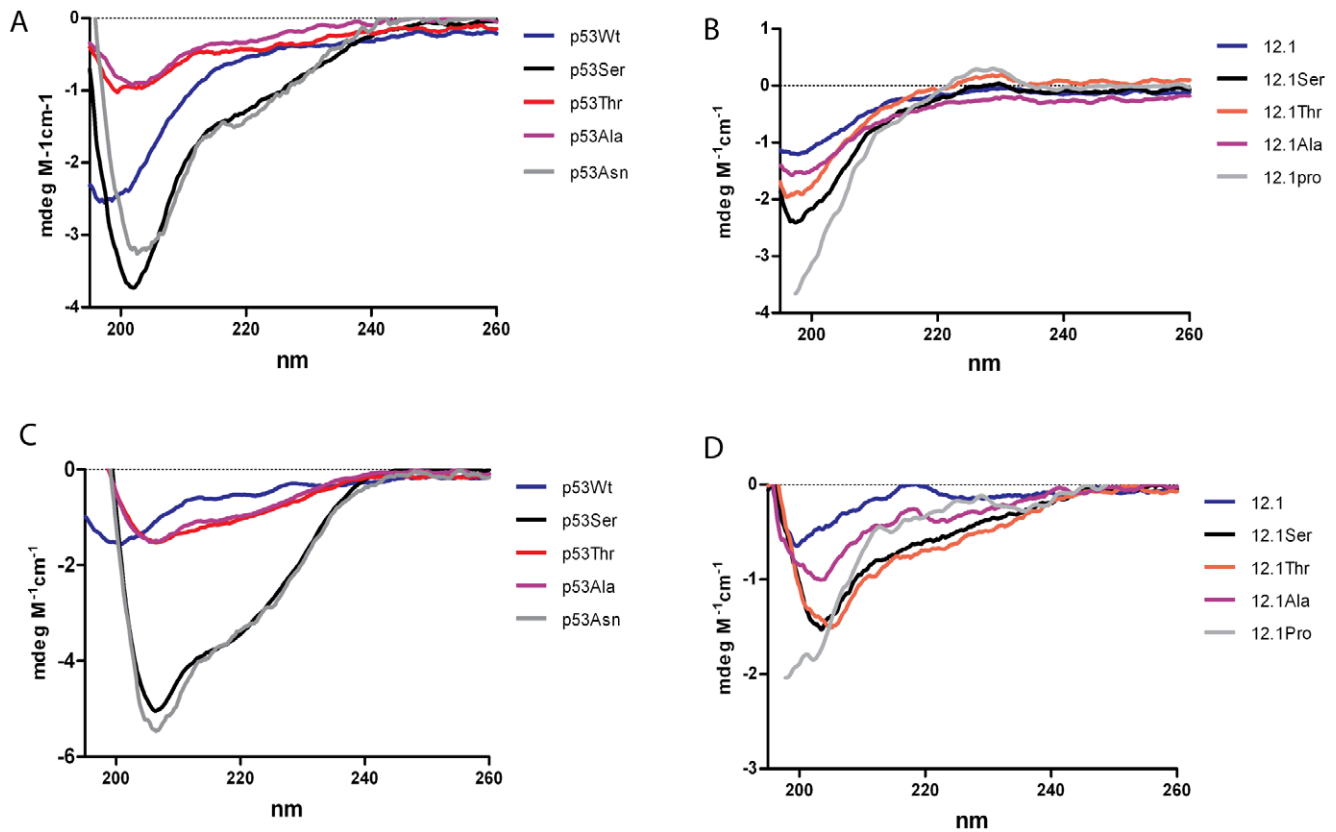 A
0
-1
-2
-3
-4
200
220
240
260
nm
mdeg M-1cm-1
p53Wt
p53Ser
p53Thr
p53Ala
p53Asn
B
1
0
-1
-2
-3
-4
200
220
240
260
nm
mdeg M⁻¹cm⁻¹
12.1
12.1Ser
12.1Thr
12.1Ala
12.1pro
C
0
-2
-4
-6
200
220
240
260
nm
mdeg M⁻¹cm⁻¹
p53Wt
p53Ser
p53Thr
p53Ala
p53Asn
D
0
-1
-2
-3
200
220
240
260
nm
mdeg M⁻¹cm⁻¹
12.1
12.1Ser
12.1Thr
12.1Ala
12.1Pro